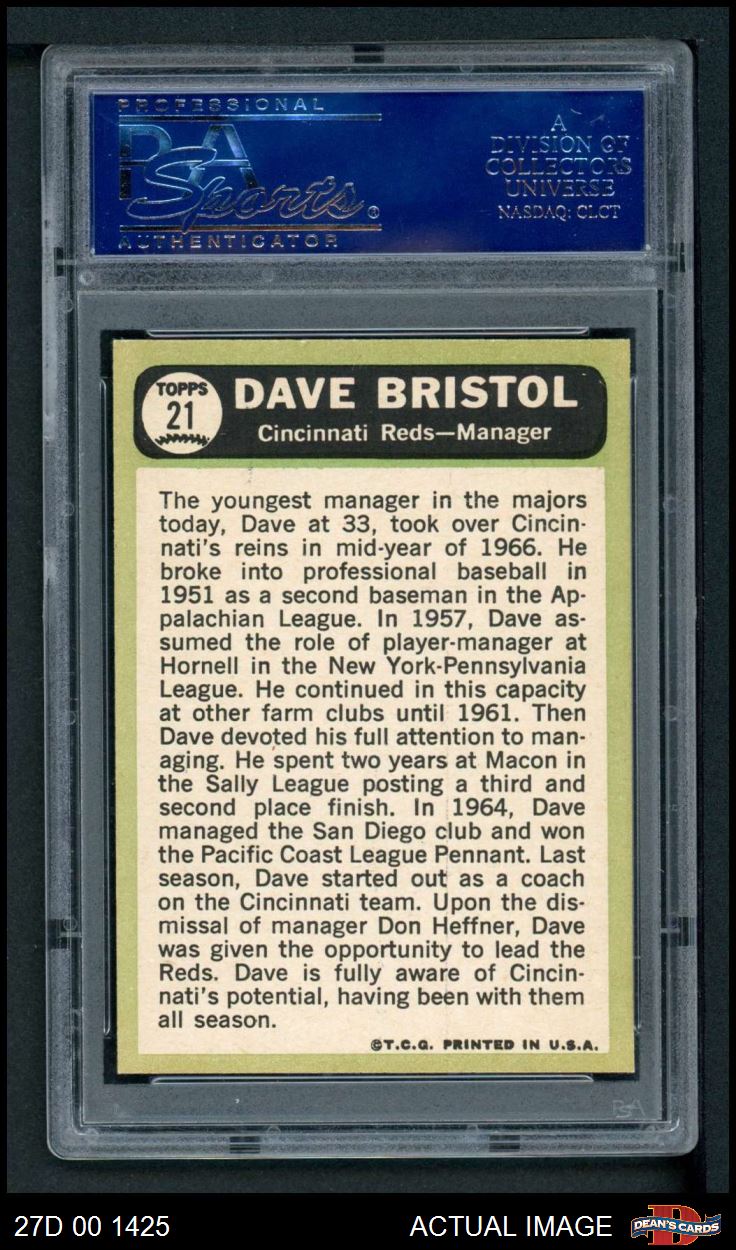 PROFESSIONAL
PSA
Sports®
AUTHENTICATOR
A
DIVISION OF
COLLECTORS
UNIVERSE
NASDAQ: CLCT
TOPPS
21
DAVE BRISTOL
Cincinnati Reds—Manager
The youngest manager in the majors
today, Dave at 33, took over Cincin-
nati's reins in mid-year of 1966. He
broke into professional baseball in
1951 as a second baseman in the Ap-
palachian League. In 1957, Dave as-
sumed the role of player-manager at
Hornell in the New York-Pennsylvania
League. He continued in this capacity
at other farm clubs until 1961. Then
Dave devoted his full attention to man-
aging. He spent two years at Macon in
the Sally League posting a third and
second place finish. In 1964, Dave
managed the San Diego club and won
the Pacific Coast League Pennant. Last
season, Dave started out as a coach
on the Cincinnati team. Upon the dis-
missal of manager Don Heffner, Dave
was given the opportunity to lead the
Reds. Dave is fully aware of Cincin-
nati's potential, having been with them
all season.
©T.C.G. PRINTED IN U.S.A.
PSA
27D 00 1425
ACTUAL IMAGE
D
DEAN'S CARDS